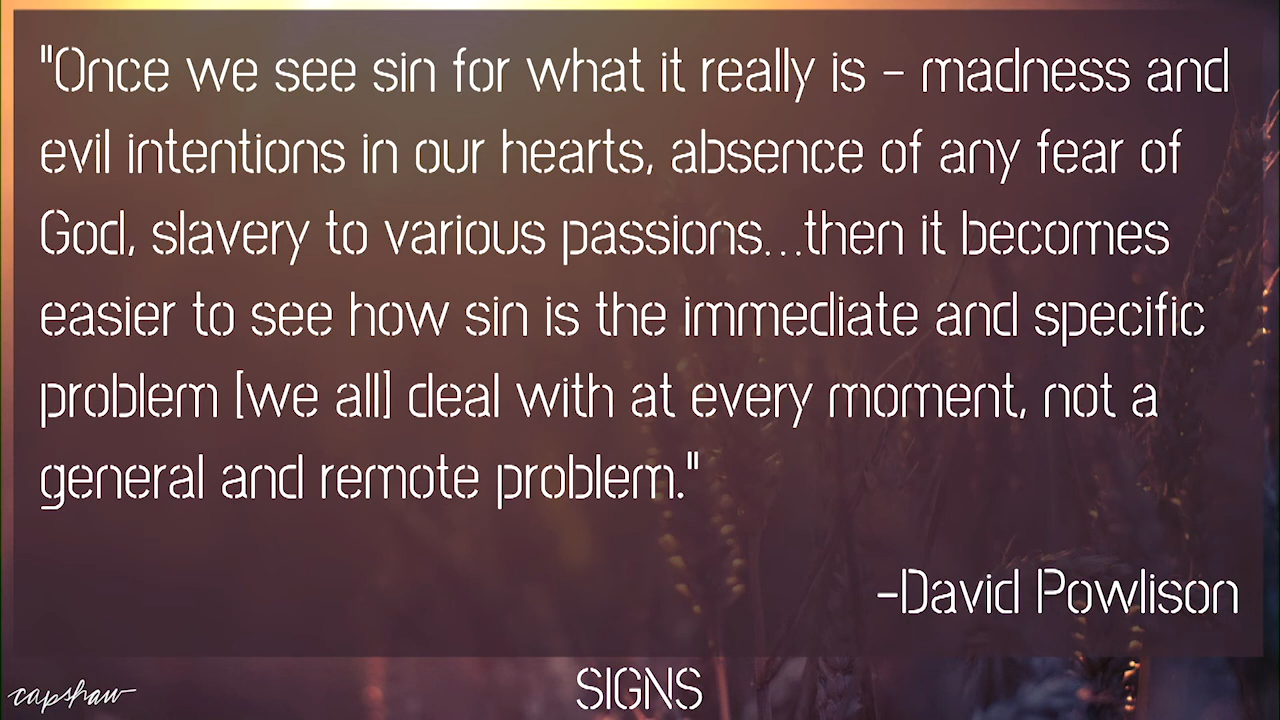 "Once we see sin for what it really is - madness and
evil intentions in our hearts, absence of any fear of
God, slavery to various passions...then it becomes
easier to see how sin is the immediate and specific
problem [we all] deal with at every moment, not a
general and remote problem."
-David Powlison
capshaw
SIGNS